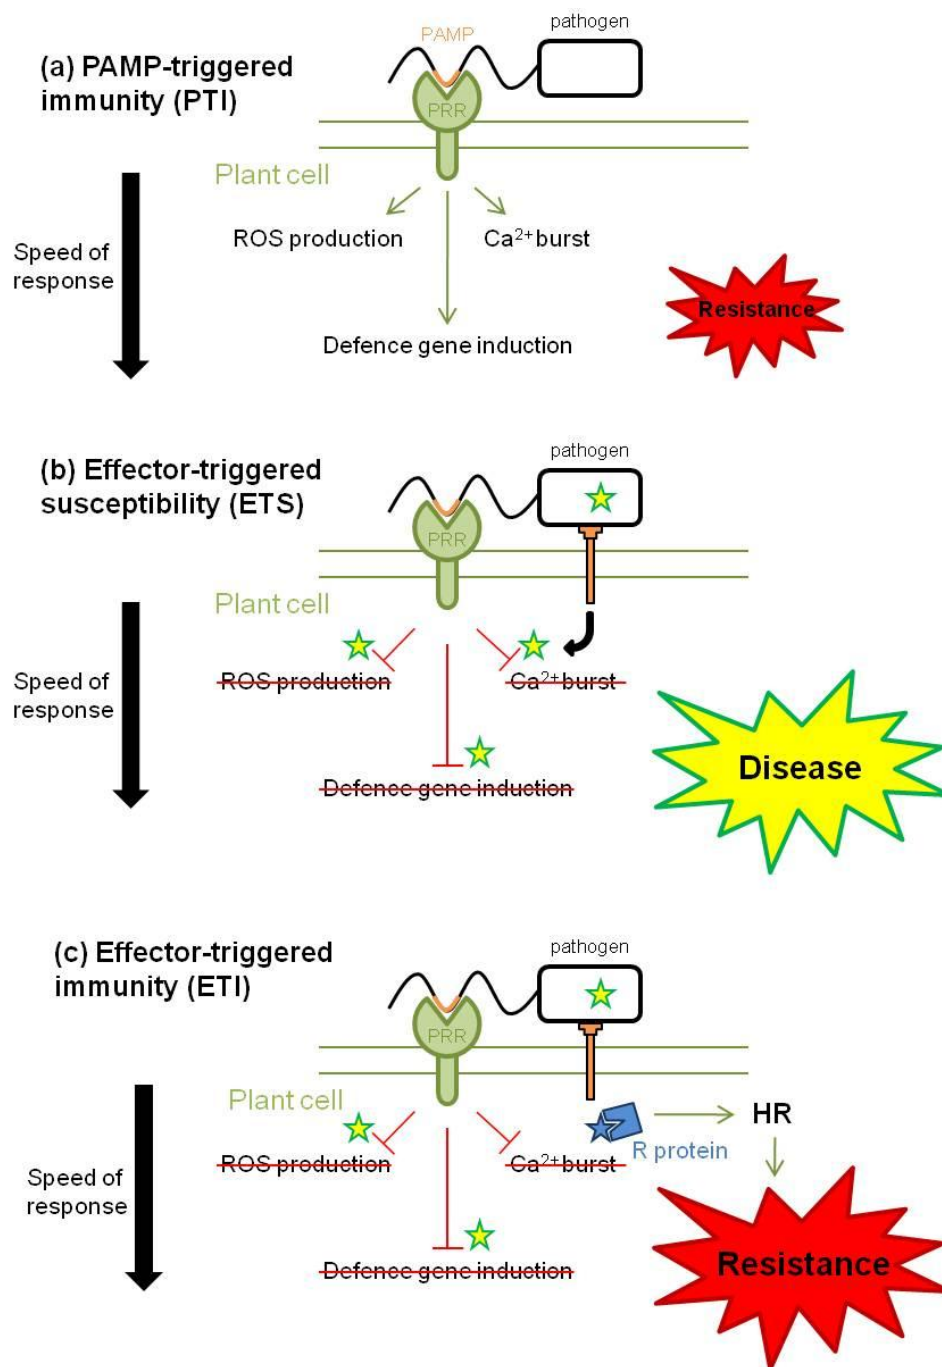 (a) PAMP-triggered
immunity (PTI)
PAMP
pathogen
PRR
Plant cell
Speed of
response
ROS production
Ca²⁺ burst
Defence gene induction
Resistance
(b) Effector-triggered
susceptibility (ETS)
pathogen
PRR
Plant cell
Speed of
response
ROS production
Ca²⁺ burst
Defence gene induction
Disease
(c) Effector-triggered
immunity (ETI)
pathogen
PRR
Plant cell
Speed of
response
ROS production
Ca²⁺ burst
R protein
HR
Defence gene induction
Resistance